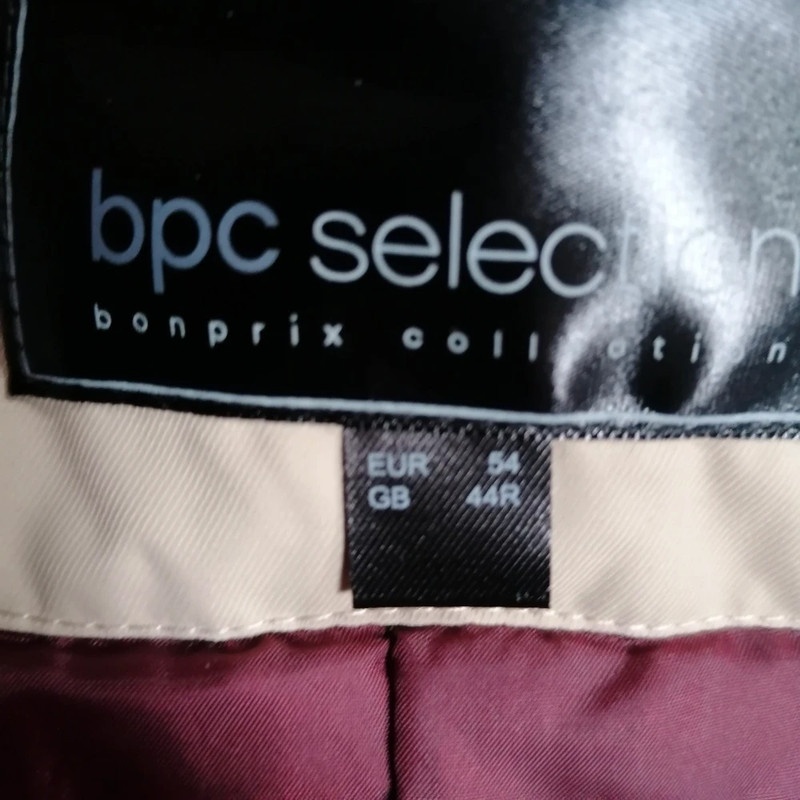 bpc selection
bonprix collection
EUR 54
GB 44R